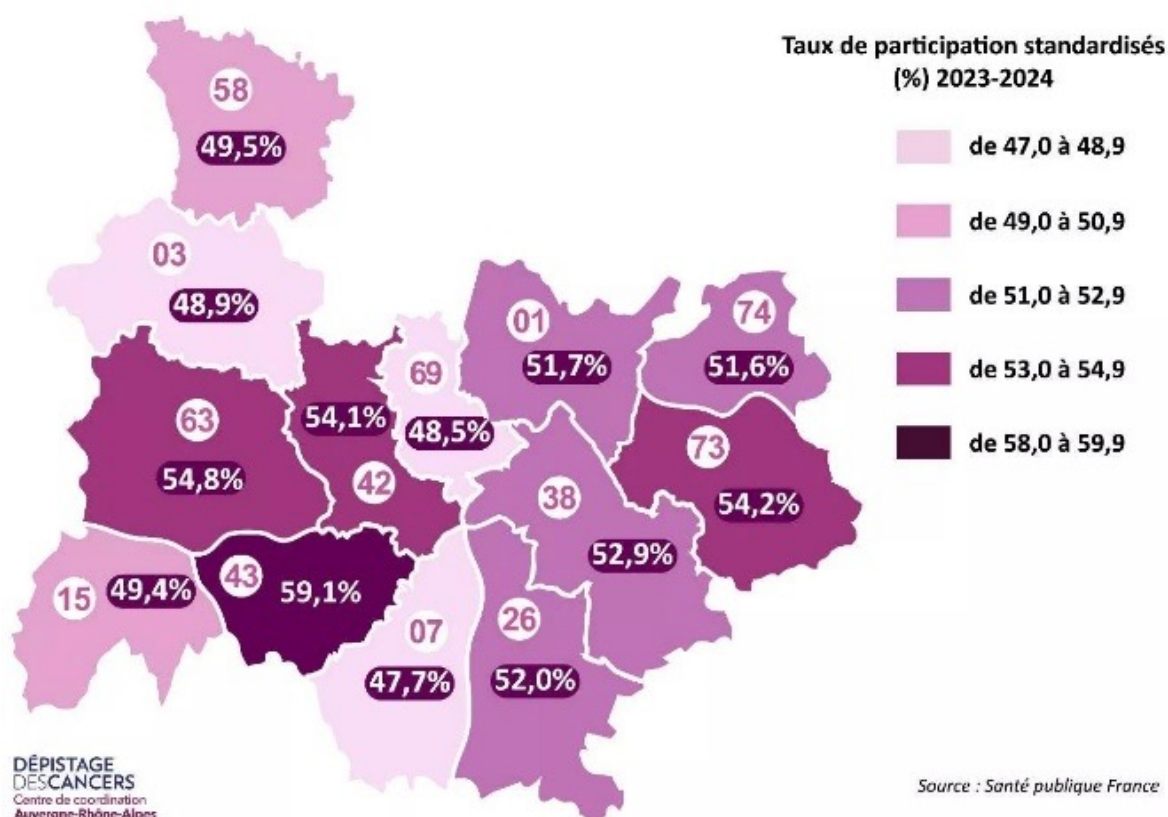 Taux de participation standardisés
(%) 2023-2024
de 47,0 à 48,9
de 49,0 à 50,9
de 51,0 à 52,9
de 53,0 à 54,9
de 58,0 à 59,9
58
49,5%
03
48,9%
01
51,7%
74
51,6%
69
48,5%
63
54,8%
54,1%
42
73
54,2%
38
52,9%
15
49,4%
43
59,1%
07
47,7%
26
52,0%
DÉPISTAGE
DESCANCERS
Centre de coordination
Auvergne-Rhône-Alpes
Source : Santé publique France